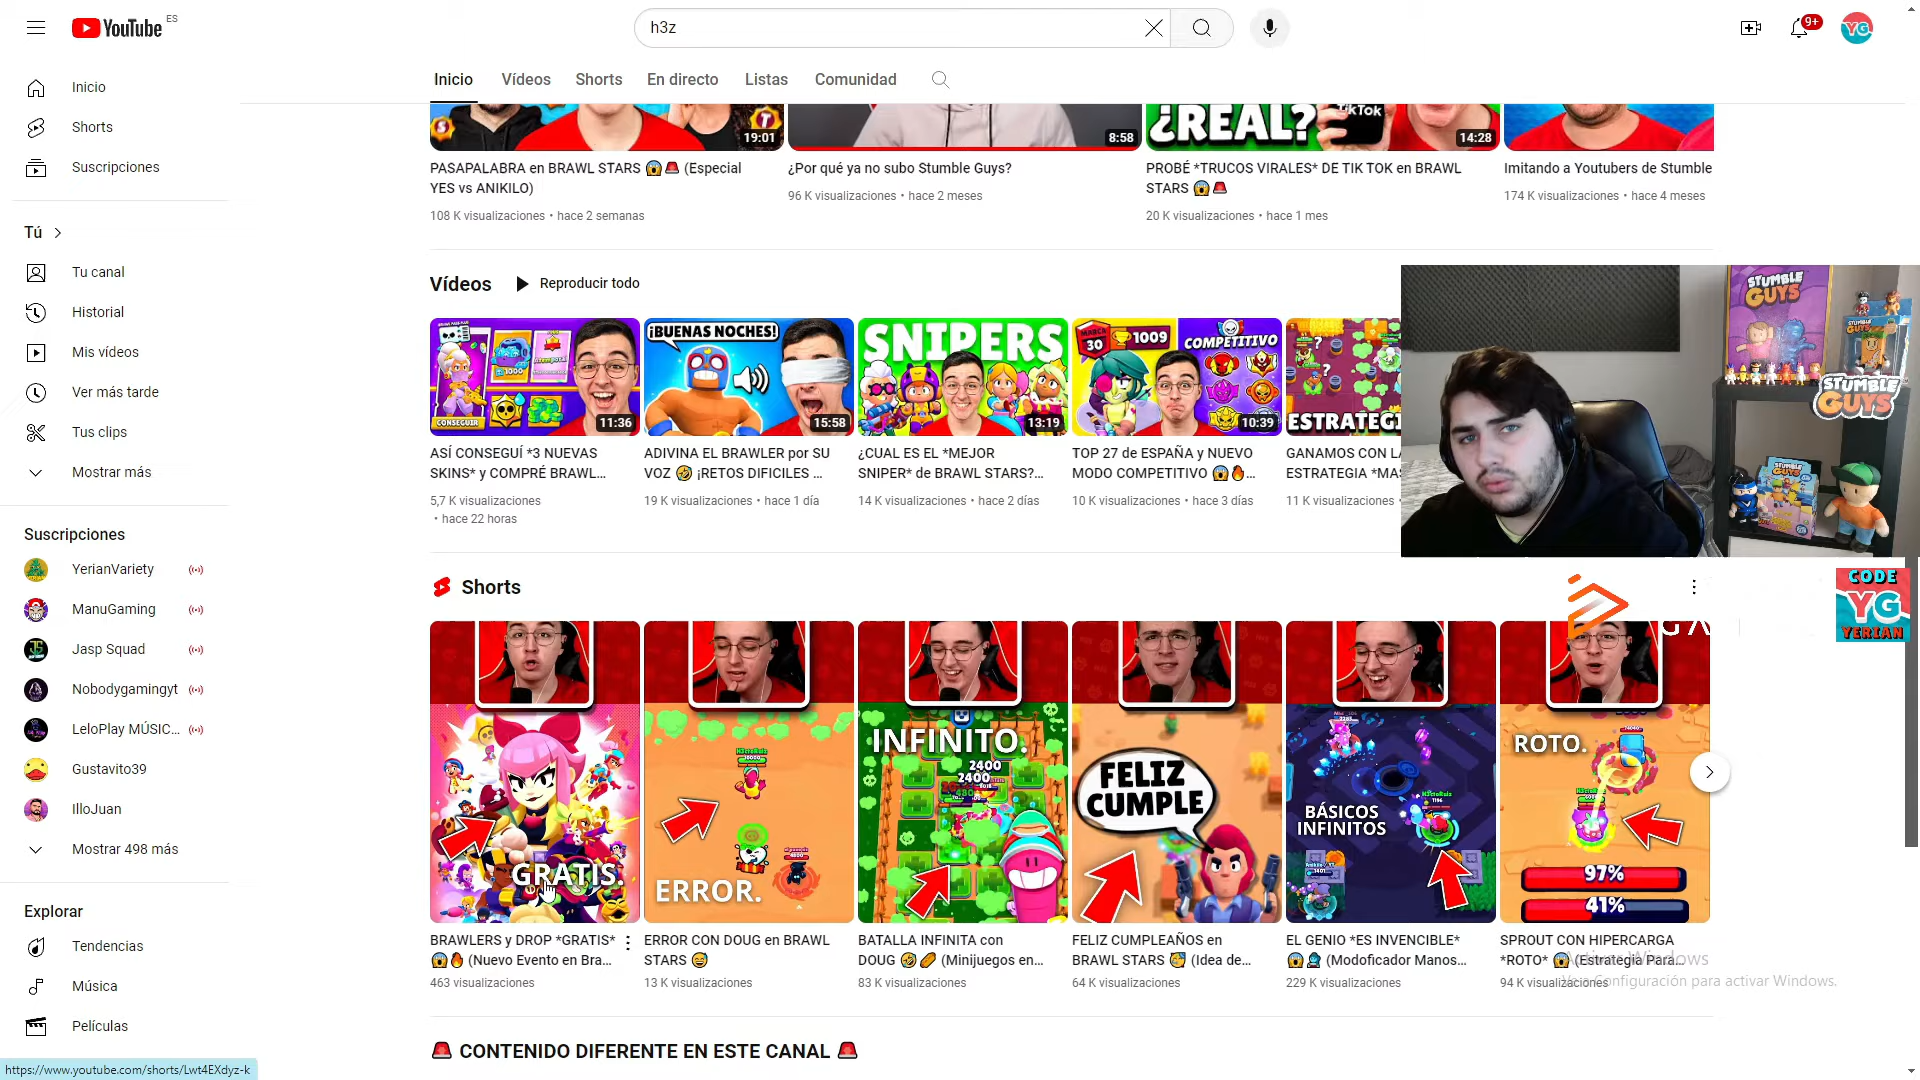 YouTube ES
h3z
9+
YG
Inicio Vídeos Shorts En directo Listas Comunidad
Inicio
Shorts
Suscripciones
Tú
Tu canal
Historial
Mis vídeos
Ver más tarde
Tus clips
Mostrar más
Suscripciones
YerianVariety
ManuGaming
Jasp Squad
Nobodygamingyt
LeloPlay MÚSIC...
Gustavito39
IlloJuan
Mostrar 498 más
Explorar
Tendencias
Música
Películas
https://www.youtube.com/shorts/Lwt4EXdyz-k
19:01
8:58
¿REAL?
TikTok
14:28
PASAPALABRA en BRAWL STARS 😱🚨 (Especial
YES vs ANIKILO)
108 K visualizaciones • hace 2 semanas
¿Por qué ya no subo Stumble Guys?
96 K visualizaciones • hace 2 meses
PROBÉ *TRUCOS VIRALES* DE TIK TOK en BRAWL
STARS 😱🚨
20 K visualizaciones • hace 1 mes
Imitando a Youtubers de Stumble
174 K visualizaciones • hace 4 meses
Vídeos Reproducir todo
CONSEGUIR
11:36
¡BUENAS NOCHES!
15:58
SNIPERS
13:19
30 1009
COMPETITIVO
10:39
ESTRATEGI
ASÍ CONSEGUÍ *3 NUEVAS
SKINS* y COMPRÉ BRAWL...
5,7 K visualizaciones
• hace 22 horas
ADIVINA EL BRAWLER por SU
VOZ 🤣 ¡RETOS DIFICILES ...
19 K visualizaciones • hace 1 día
¿CUAL ES EL *MEJOR
SNIPER* de BRAWL STARS?...
14 K visualizaciones • hace 2 días
TOP 27 de ESPAÑA y NUEVO
MODO COMPETITIVO 😱🔥...
10 K visualizaciones • hace 3 días
GANAMOS CON LA
ESTRATEGIA *MAS
11 K visualizaciones
STUMBLE
GUYS
STUMBLE
GUYS
CODE
YG
YERIAN
Shorts
GRATIS.
ERROR.
INFINITO.
2400
2400
FELIZ
CUMPLE
BÁSICOS
INFINITOS
ROTO.
97%
41%
BRAWLERS y DROP *GRATIS*
😱🔥 (Nuevo Evento en Bra...
463 visualizaciones
ERROR CON DOUG en BRAWL
STARS 😅
13 K visualizaciones
BATALLA INFINITA con
DOUG 🤣🌭 (Minijuegos en...
83 K visualizaciones
FELIZ CUMPLEAÑOS en
BRAWL STARS 🥳 (Idea de...
64 K visualizaciones
EL GENIO *ES INVENCIBLE*
😱🧞 (Modoficador Manos...
229 K visualizaciones
SPROUT CON HIPERCARGA
*ROTO* 😱 (Estrategia Para...
94 K visualizaciones
Configuración para activar Windows.
🚨 CONTENIDO DIFERENTE EN ESTE CANAL 🚨